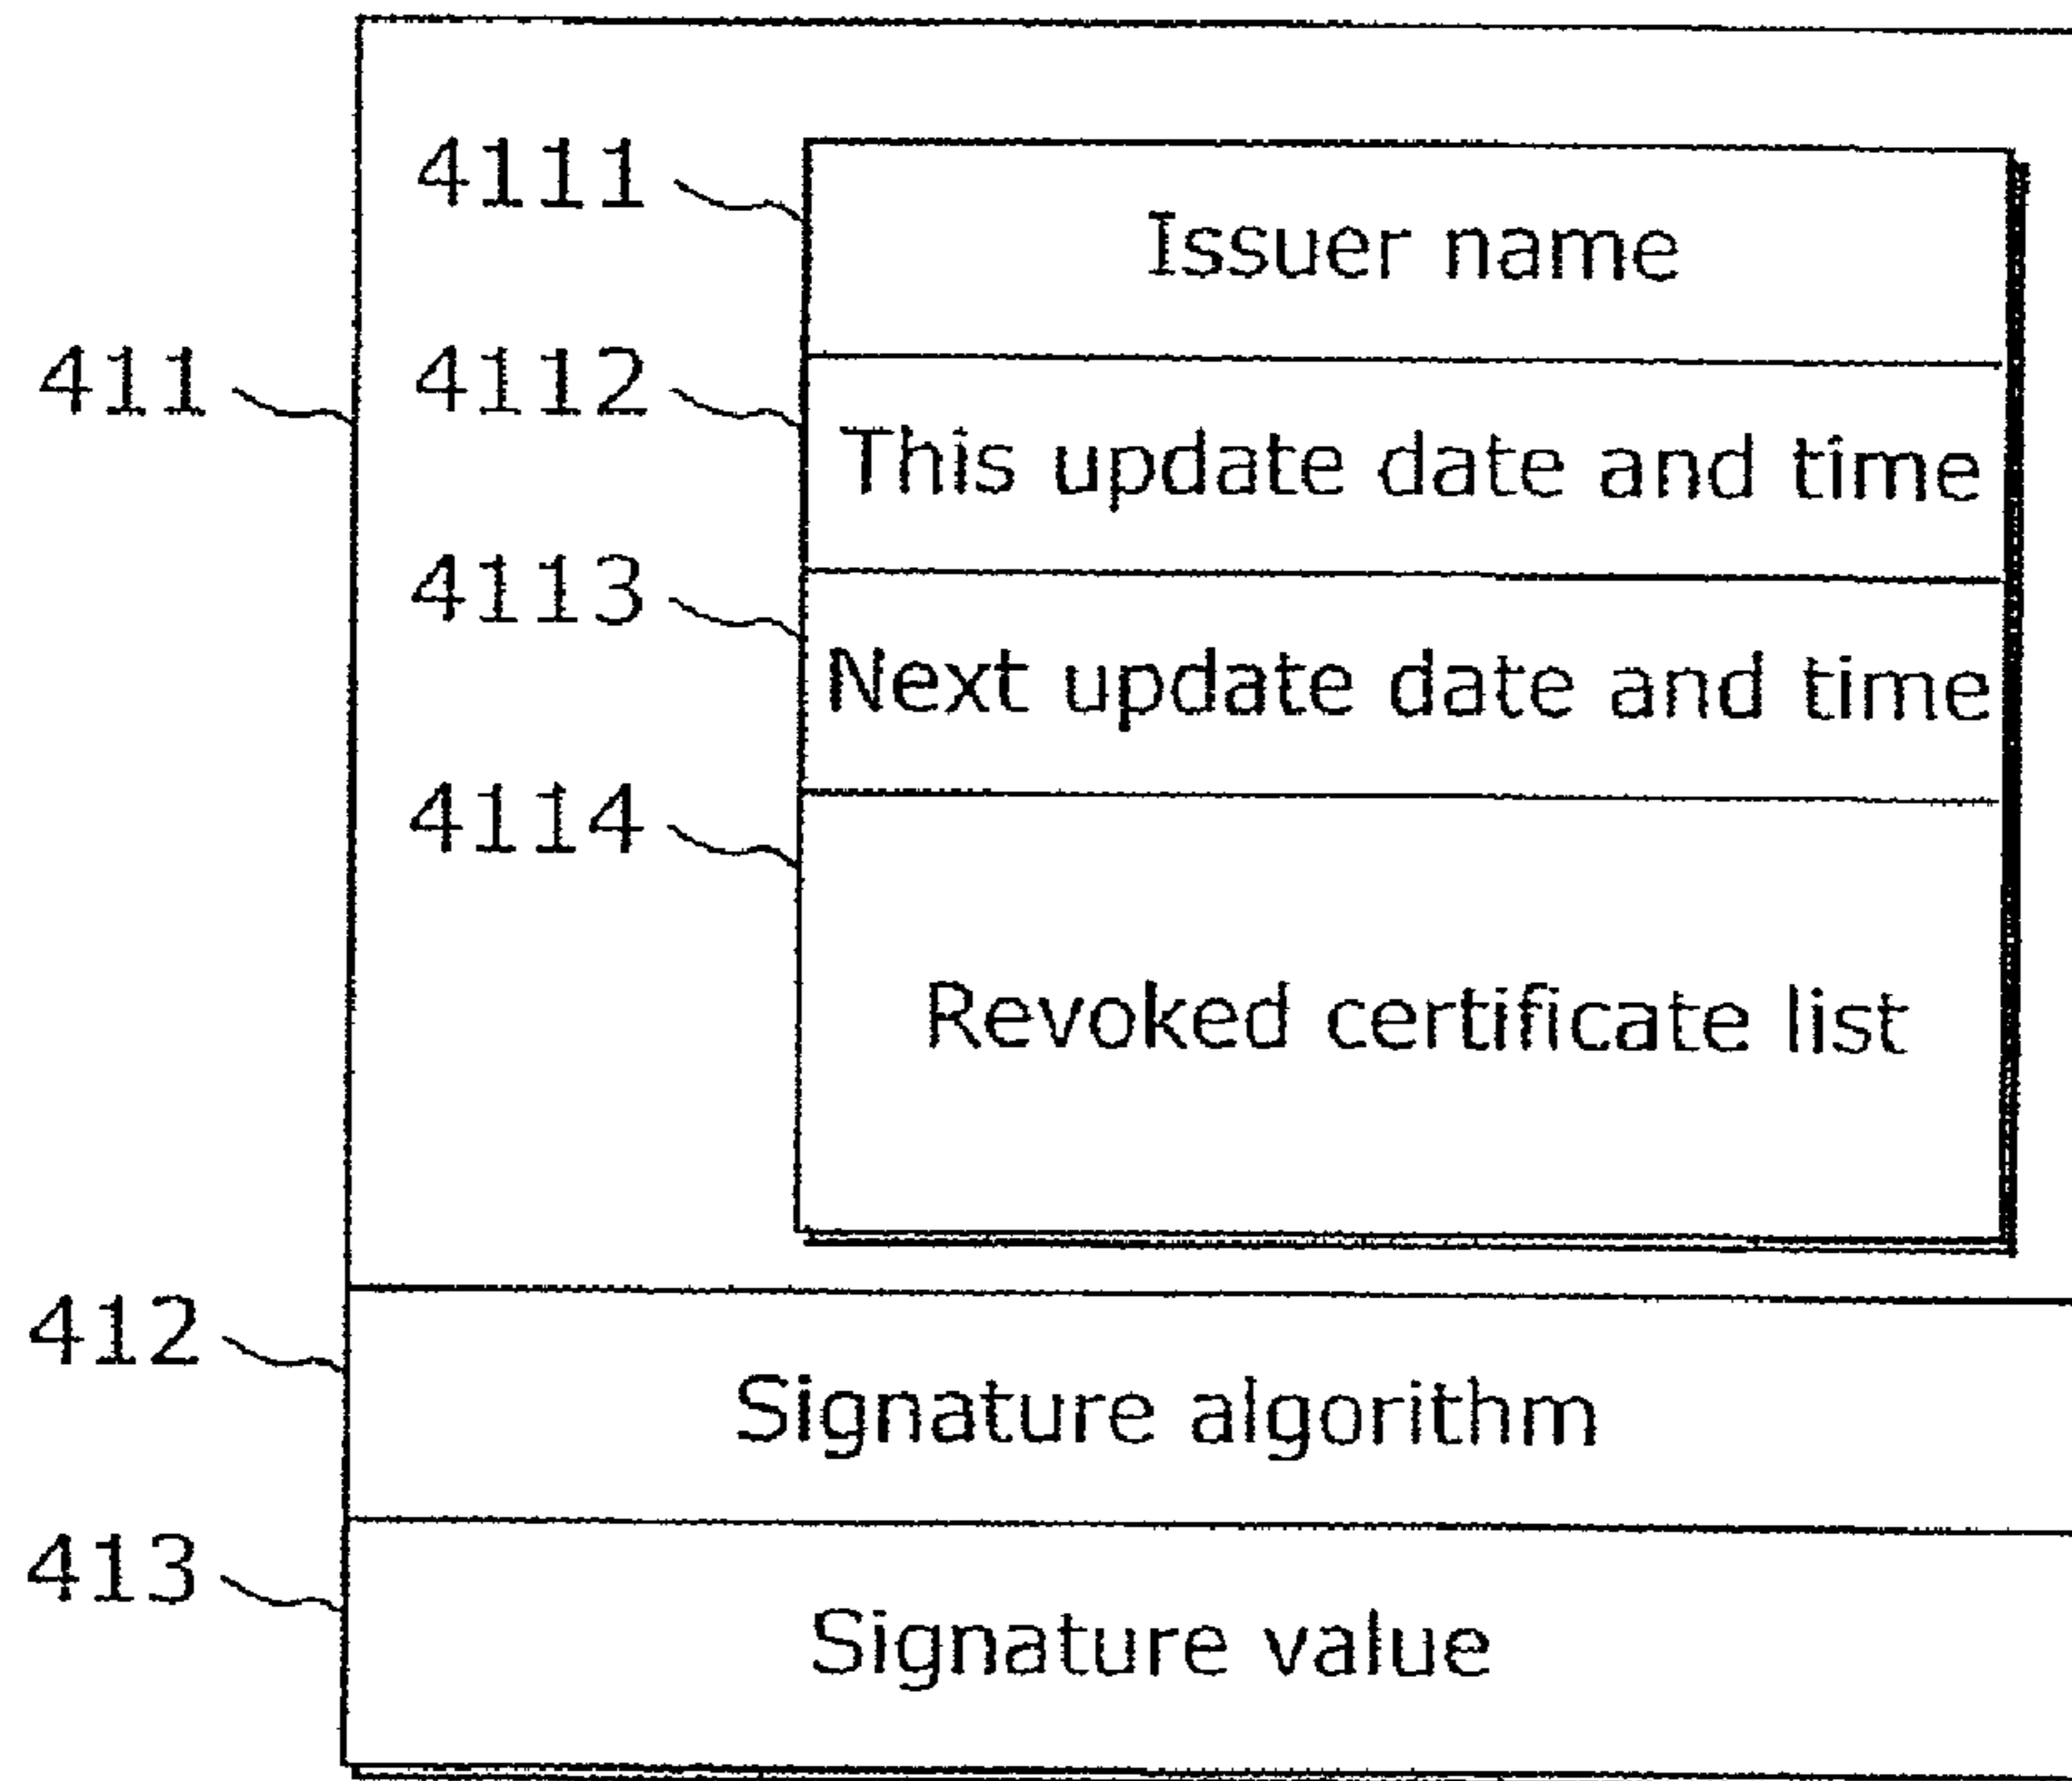 4111
Issuer name
411
4112
This update date and time
4113
Next update date and time
4114
Revoked certificate list
412
Signature algorithm
413
Signature value